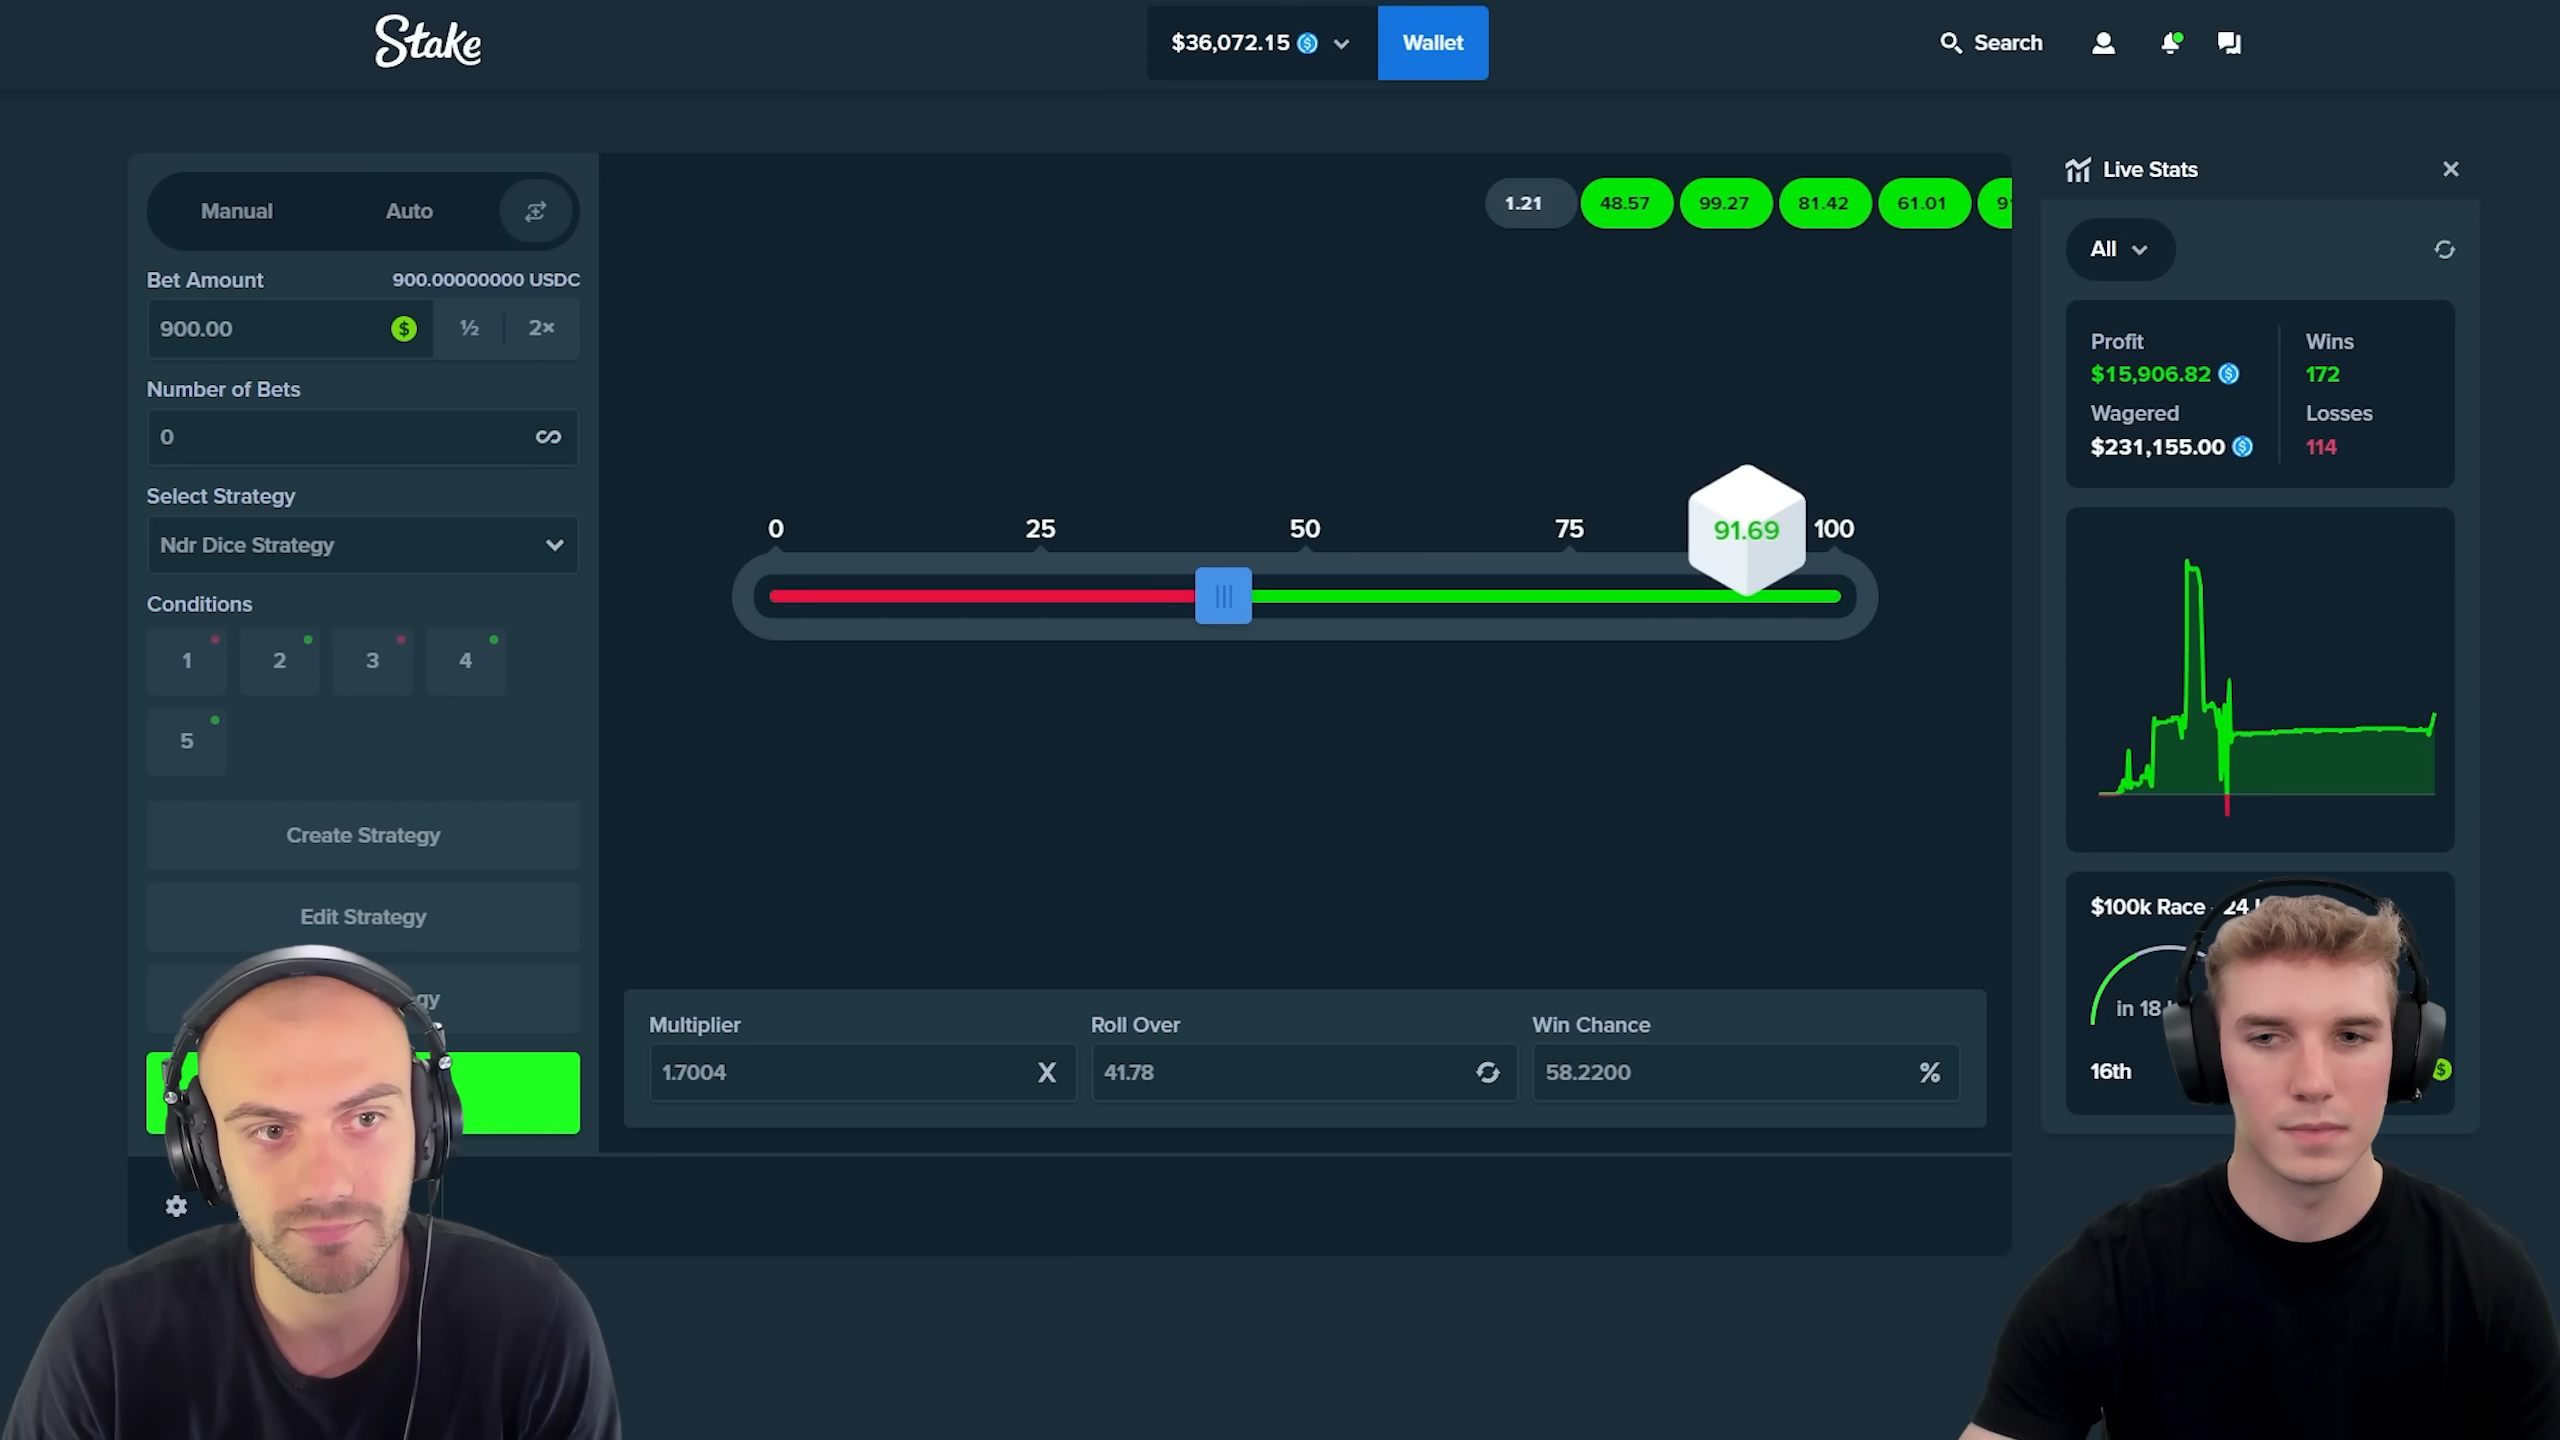 Stake
$36,072.15
Wallet
Search
Manual
Auto
Bet Amount
900.00000000 USDC
900.00
$
½
2×
Number of Bets
0
∞
Select Strategy
Ndr Dice Strategy
Conditions
1
2
3
4
5
Create Strategy
Edit Strategy
1.21
48.57
99.27
81.42
61.01
0
25
50
75
100
91.69
Multiplier
1.7004
X
Roll Over
41.78
Win Chance
58.2200
%
Live Stats
All
Profit
$15,906.82
Wins
172
Wagered
$231,155.00
Losses
114
$100k Race - 24
in 18
16th
$